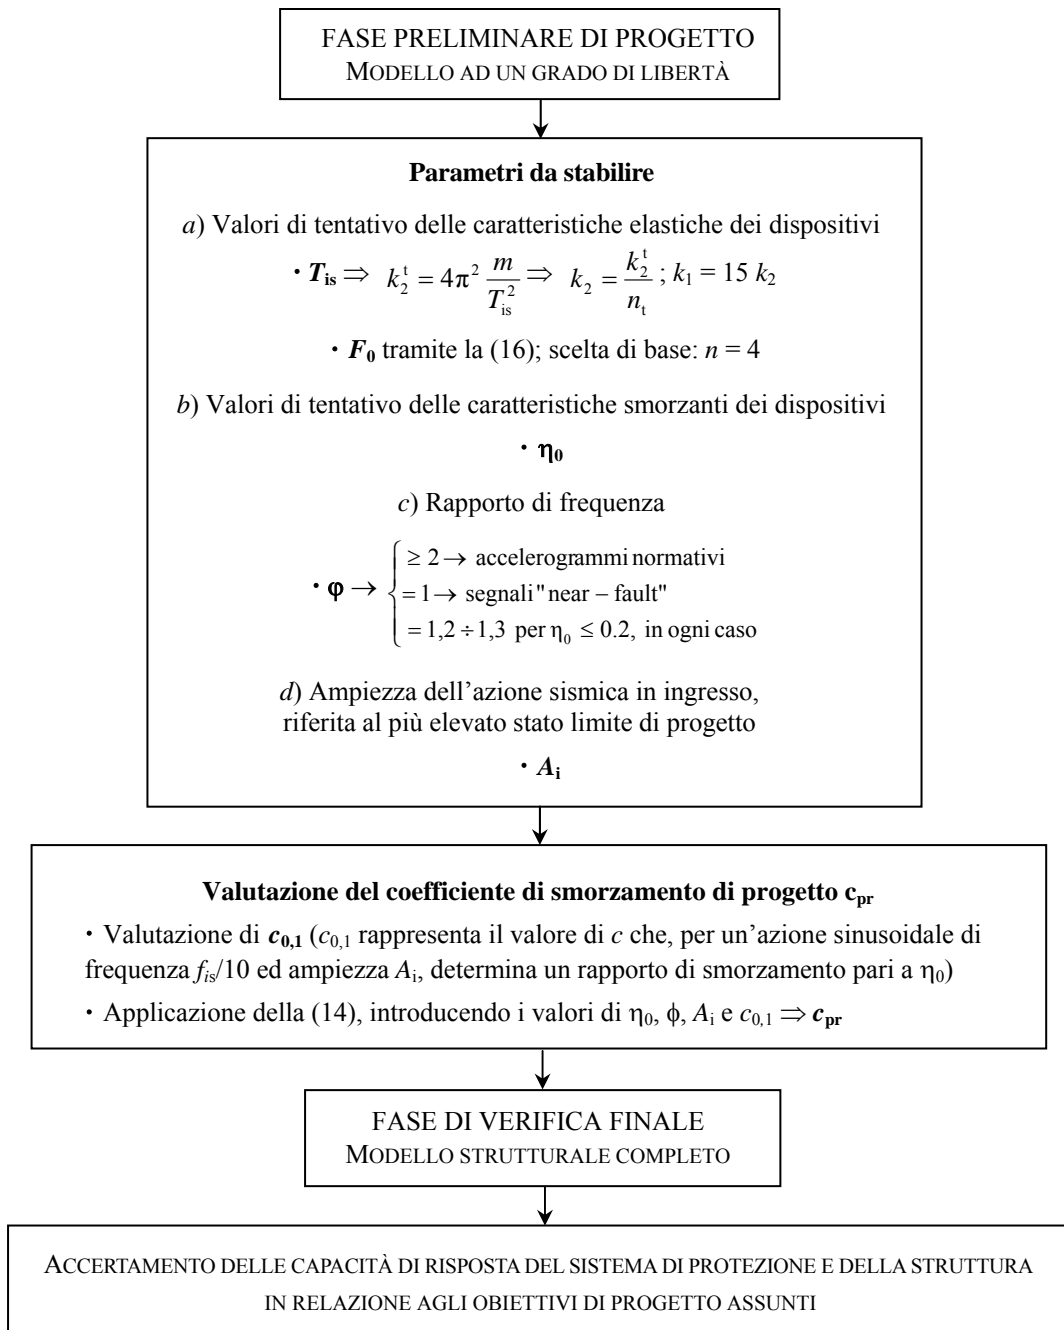 FASE PRELIMINARE DI PROGETTO
MODELLO AD UN GRADO DI LIBERTÀ
Parametri da stabilire
a) Valori di tentativo delle caratteristiche elastiche dei dispositivi
· T_is ⇒ k_2^t = 4π² m / T_is² ⇒ k_2 = k_2^t / n_t ; k_1 = 15 k_2
· F_0 tramite la (16); scelta di base: n = 4
b) Valori di tentativo delle caratteristiche smorzanti dei dispositivi
· η_0
c) Rapporto di frequenza
· φ → { ≥ 2 → accelerogrammi normativi
= 1 → segnali "near – fault"
= 1,2 ÷ 1,3 per η_0 ≤ 0.2, in ogni caso
d) Ampiezza dell’azione sismica in ingresso,
riferita al più elevato stato limite di progetto
· A_i
Valutazione del coefficiente di smorzamento di progetto c_pr
· Valutazione di c_0,1 (c_0,1 rappresenta il valore di c che, per un’azione sinusoidale di
frequenza f_is/10 ed ampiezza A_i, determina un rapporto di smorzamento pari a η_0)
· Applicazione della (14), introducendo i valori di η_0, ϕ, A_i e c_0,1 ⇒ c_pr
FASE DI VERIFICA FINALE
MODELLO STRUTTURALE COMPLETO
ACCERTAMENTO DELLE CAPACITÀ DI RISPOSTA DEL SISTEMA DI PROTEZIONE E DELLA STRUTTURA
IN RELAZIONE AGLI OBIETTIVI DI PROGETTO ASSUNTI